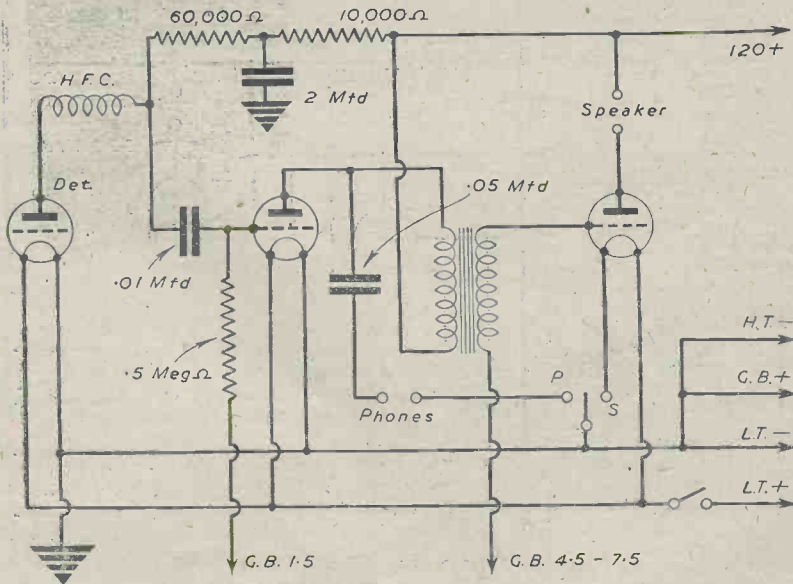 60,000Ω
10,000Ω
120+
H.F.C.
2 Mfd
Speaker
Det.
.05 Mfd
.01 Mfd
.5 MegΩ
H.T.-
P
S
G.B.+
Phones
L.T.-
L.T.+
G.B. 1.5
G.B. 4.5 - 7.5